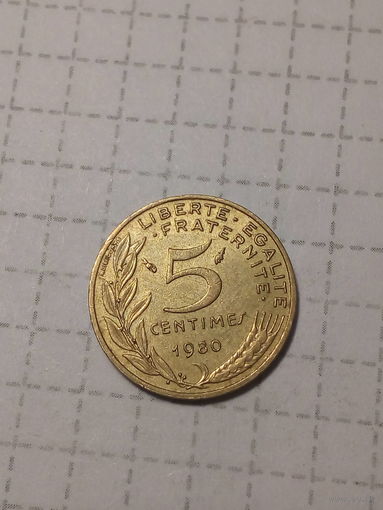 LIBERTE · EGALITE
· FRATERNITE ·
5
CENTIMES
1980